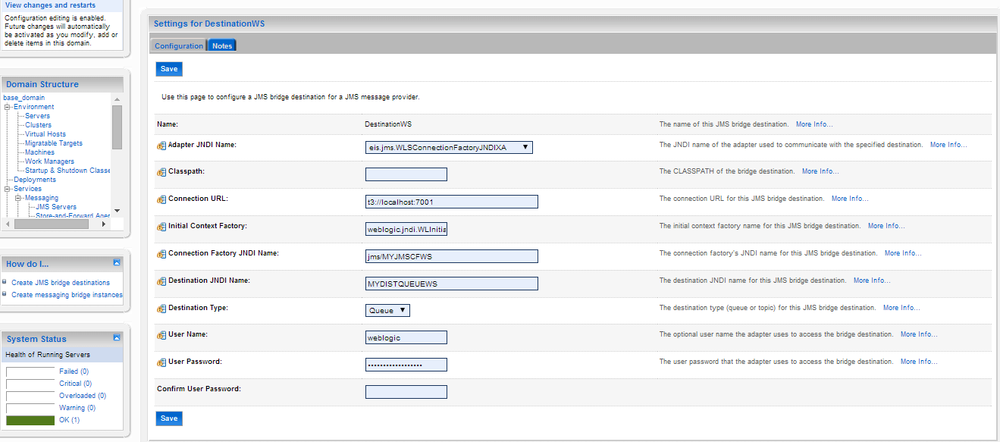 View changes and restarts
Configuration editing is enabled.
Future changes will automatically
be activated as you modify, add or
delete items in this domain.
Domain Structure
base_domain
Environment
Servers
Clusters
Virtual Hosts
Migratable Targets
Machines
Work Managers
Startup & Shutdown Classe
Deployments
Services
Messaging
JMS Servers
Store-and-Forward Agen
How do I...
Create JMS bridge destinations
Create messaging bridge instances
System Status
Health of Running Servers
Failed (0)
Critical (0)
Overloaded (0)
Warning (0)
OK (1)
Settings for DestinationWS
Configuration Notes
Save
Use this page to configure a JMS bridge destination for a JMS message provider.
Name: DestinationWS The name of this JMS bridge destination. More Info...
Adapter JNDI Name: eis.jms.WLSConnectionFactoryJNDIXA The JNDI name of the adapter used to communicate with the specified destination. More Info...
Classpath: The CLASSPATH of the bridge destination. More Info...
Connection URL: t3://localhost:7001 The connection URL for this JMS bridge destination. More Info...
Initial Context Factory: weblogic.jndi.WLInitia The initial context factory name for this JMS bridge destination. More Info...
Connection Factory JNDI Name: jms/MYJMSCFWS The connection factory's JNDI name for this JMS bridge destination. More Info...
Destination JNDI Name: MYDISTQUEUEWS The destination JNDI name for this JMS bridge destination. More Info...
Destination Type: Queue The destination type (queue or topic) for this JMS bridge destination. More Info...
User Name: weblogic The optional user name the adapter uses to access the bridge destination. More Info...
User Password: ••••••••••••••••• The user password that the adapter uses to access the bridge destination. More Info...
Confirm User Password:
Save